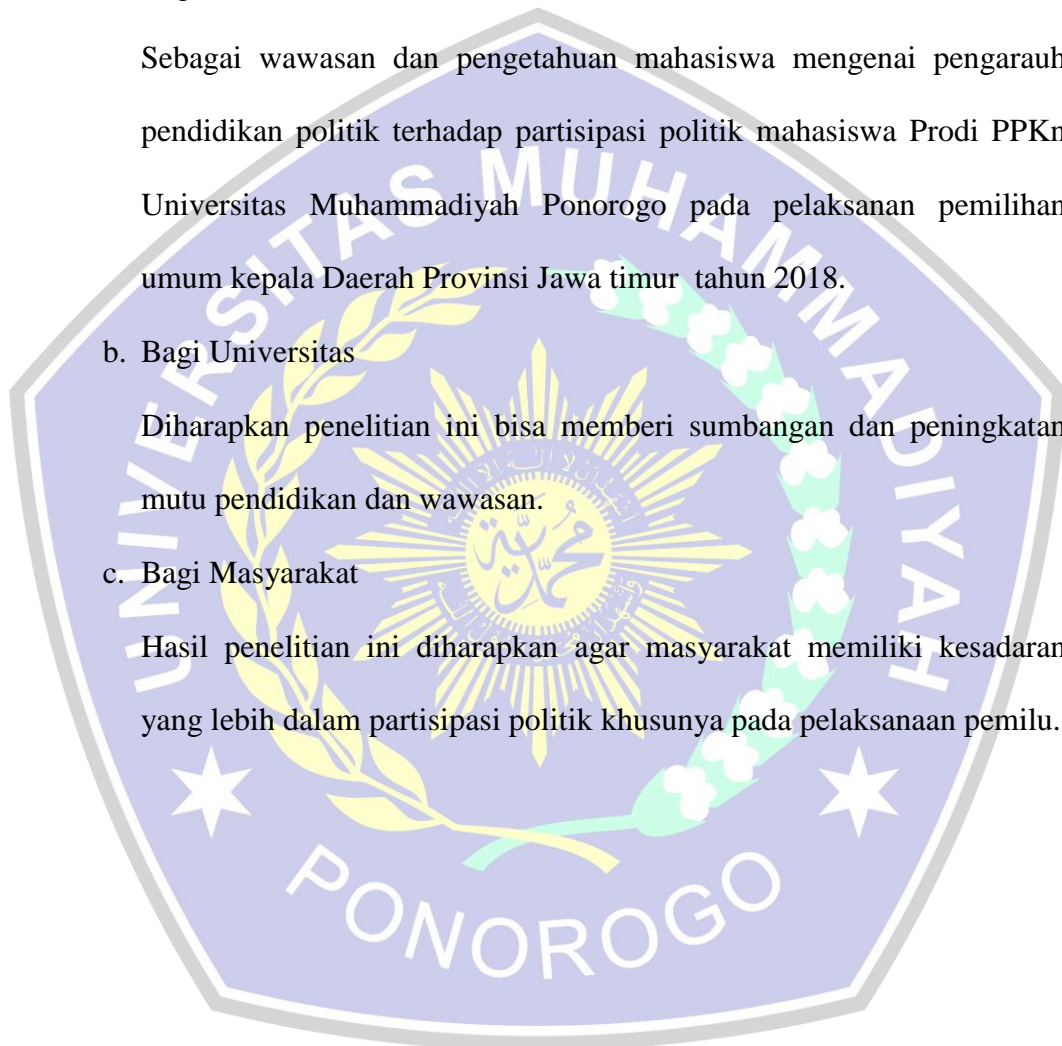 Sebagai wawasan dan pengetahuan mahasiswa mengenai pengarauh
pendidikan politik terhadap partisipasi politik mahasiswa Prodi PPKn
Universitas Muhammadiyah Ponorogo pada pelaksanan pemilihan
umum kepala Daerah Provinsi Jawa timur tahun 2018.
b. Bagi Universitas
Diharapkan penelitian ini bisa memberi sumbangan dan peningkatan
mutu pendidikan dan wawasan.
c. Bagi Masyarakat
Hasil penelitian ini diharapkan agar masyarakat memiliki kesadaran
yang lebih dalam partisipasi politik khusunya pada pelaksanaan pemilu.
UNIVERSITAS MUHAMMADIYAH
PONOROGO
محمدية